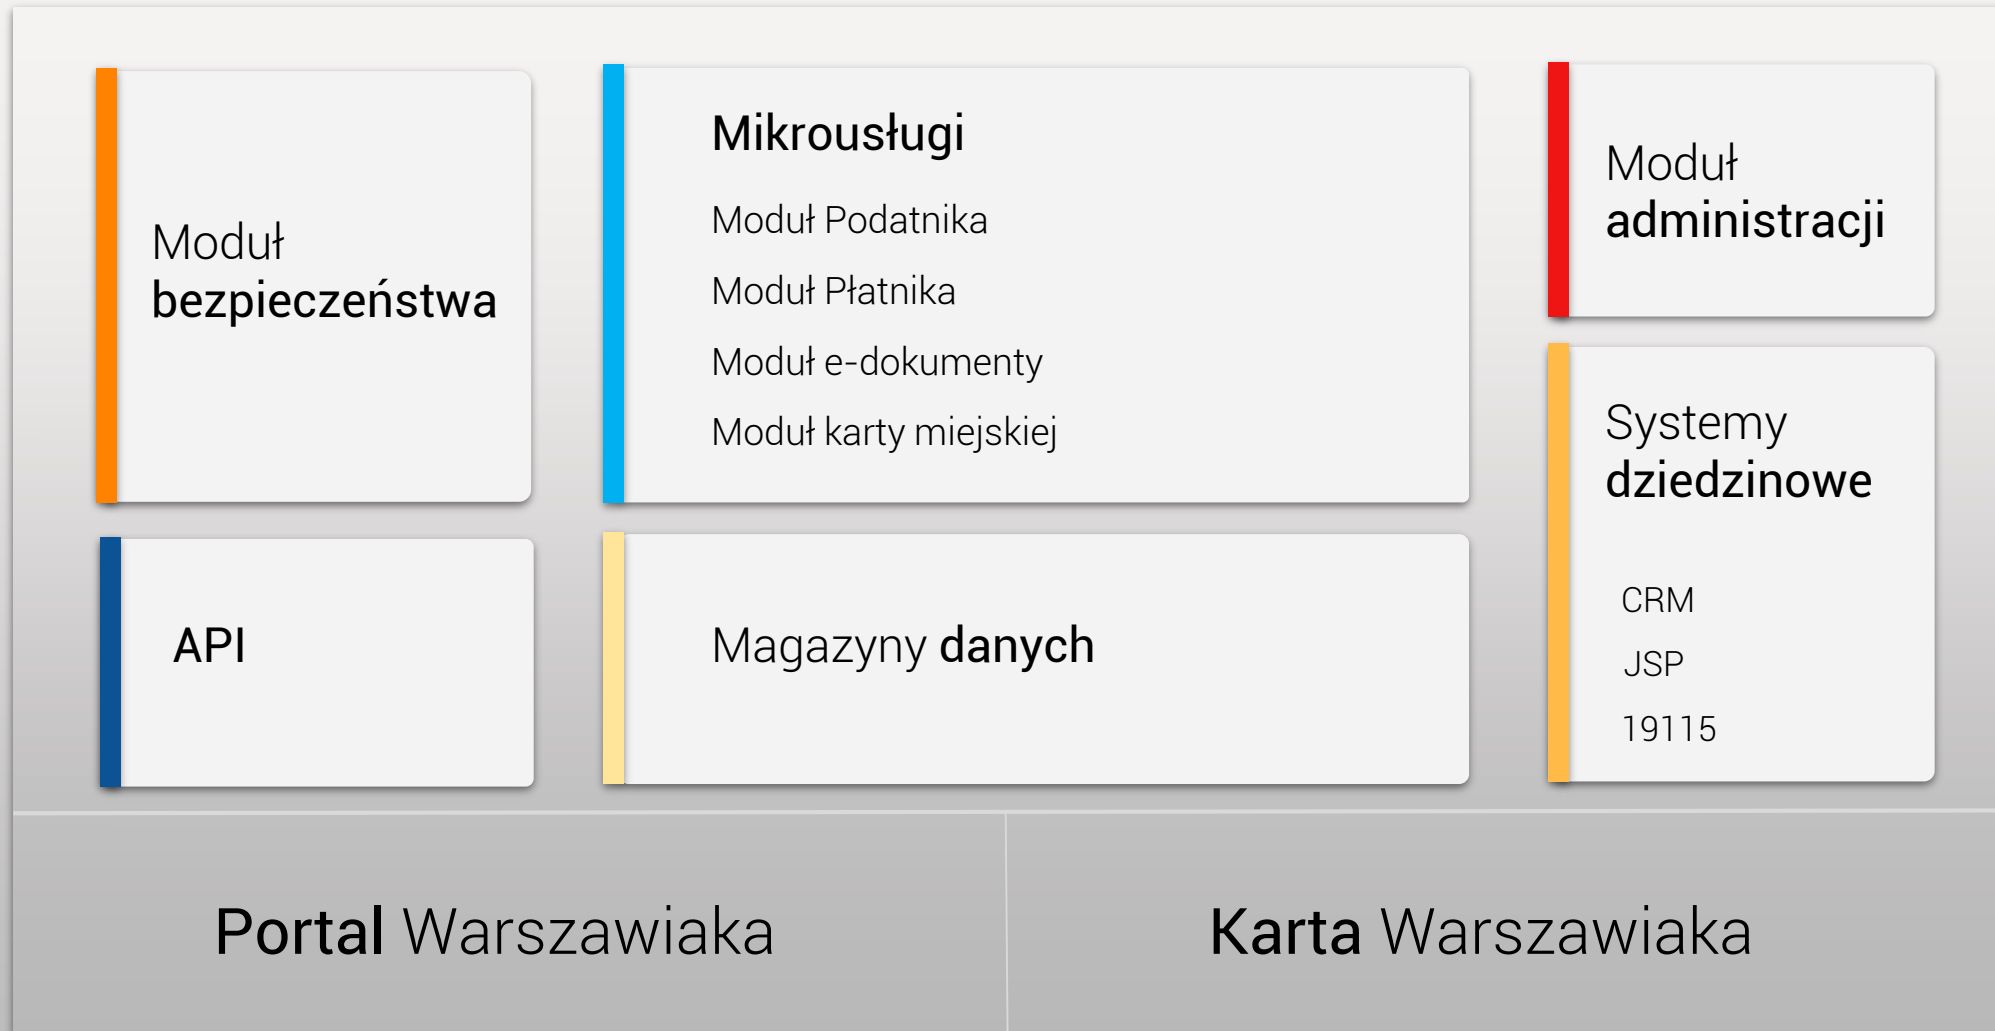 Moduł
bezpieczeństwa
Mikrousługi
Moduł Podatnika
Moduł Płatnika
Moduł e-dokumenty
Moduł karty miejskiej
Moduł
administracji
Systemy
dziedzinowe
CRM
JSP
19115
API
Magazyny danych
Portal Warszawiaka
Karta Warszawiaka